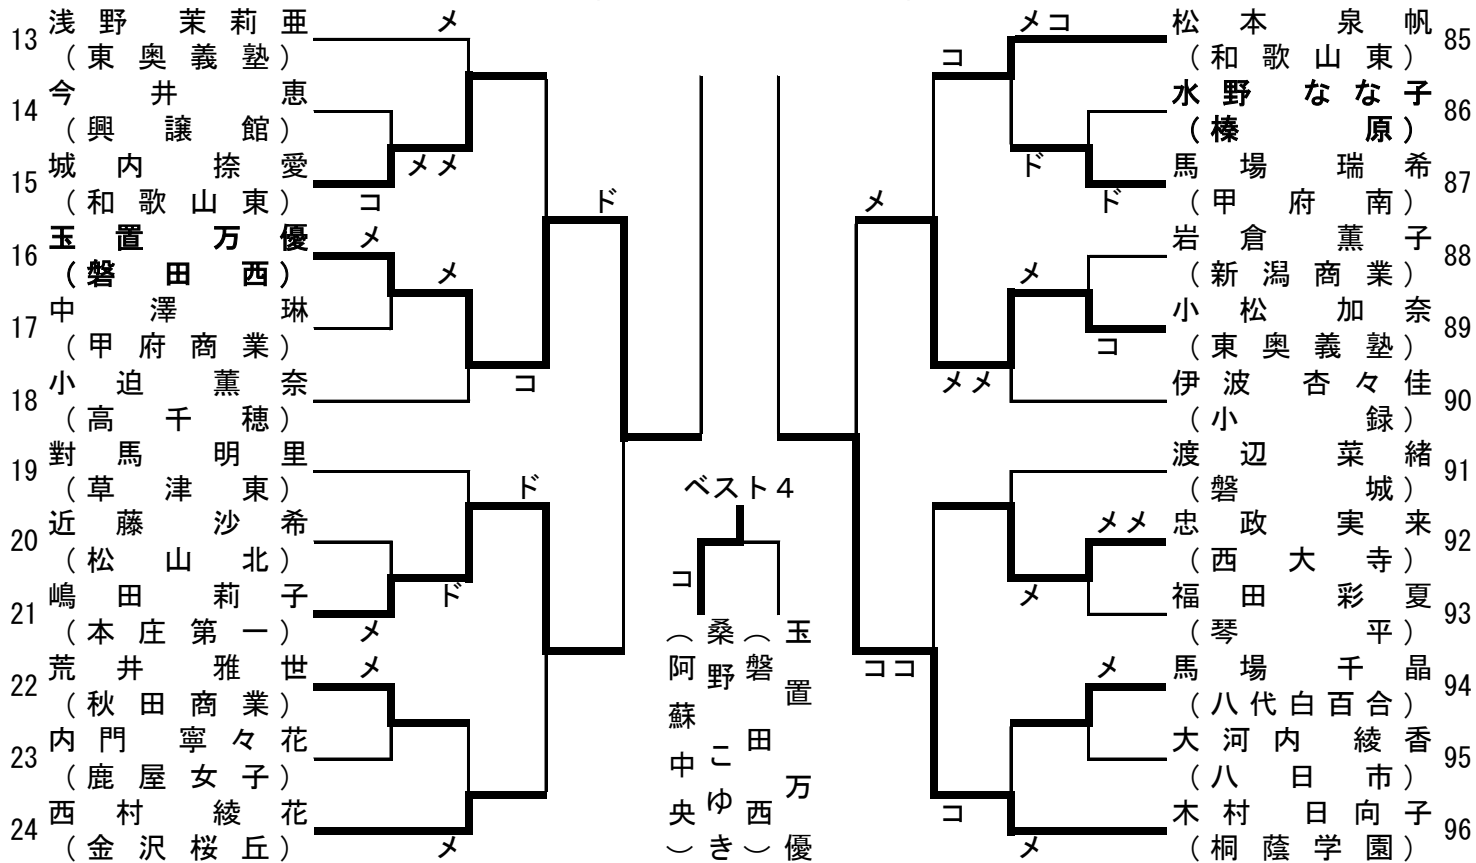 13 浅野 茉莉亜
(東奥義塾)
メ
14 今井 恵
(興譲館)
15 城内 捺愛
(和歌山東)
コ
メメ
16 玉置 万優
(磐田西)
メ
メ
17 中澤 琳
(甲府商業)
18 小迫 薫奈
(高千穂)
コ
ド
19 對馬 明里
(草津東)
ド
20 近藤 沙希
(松山北)
21 嶋田 莉子
(本庄第一)
メ
ド
22 荒井 雅世
(秋田商業)
メ
23 内門 寧々花
(鹿屋女子)
24 西村 綾花
(金沢桜丘)
メ
ベスト4
コ
桑野 こゆき
(阿蘇中央)
玉置 万優
(磐田西)
松本 泉帆 85
(和歌山東)
メコ
コ
水野 なな子 86
(榛原)
馬場 瑞希 87
(甲府南)
ド
ド
メ
岩倉 薫子 88
(新潟商業)
メ
小松 加奈 89
(東奥義塾)
コ
伊波 杏々佳 90
(小録)
メメ
渡辺 菜緒 91
(磐城)
忠政 実来 92
(西大寺)
メメ
福田 彩夏 93
(琴平)
メ
ココ
馬場 千晶 94
(八代白百合)
メ
大河内 綾香 95
(八日市)
木村 日向子 96
(桐蔭学園)
コ
メ